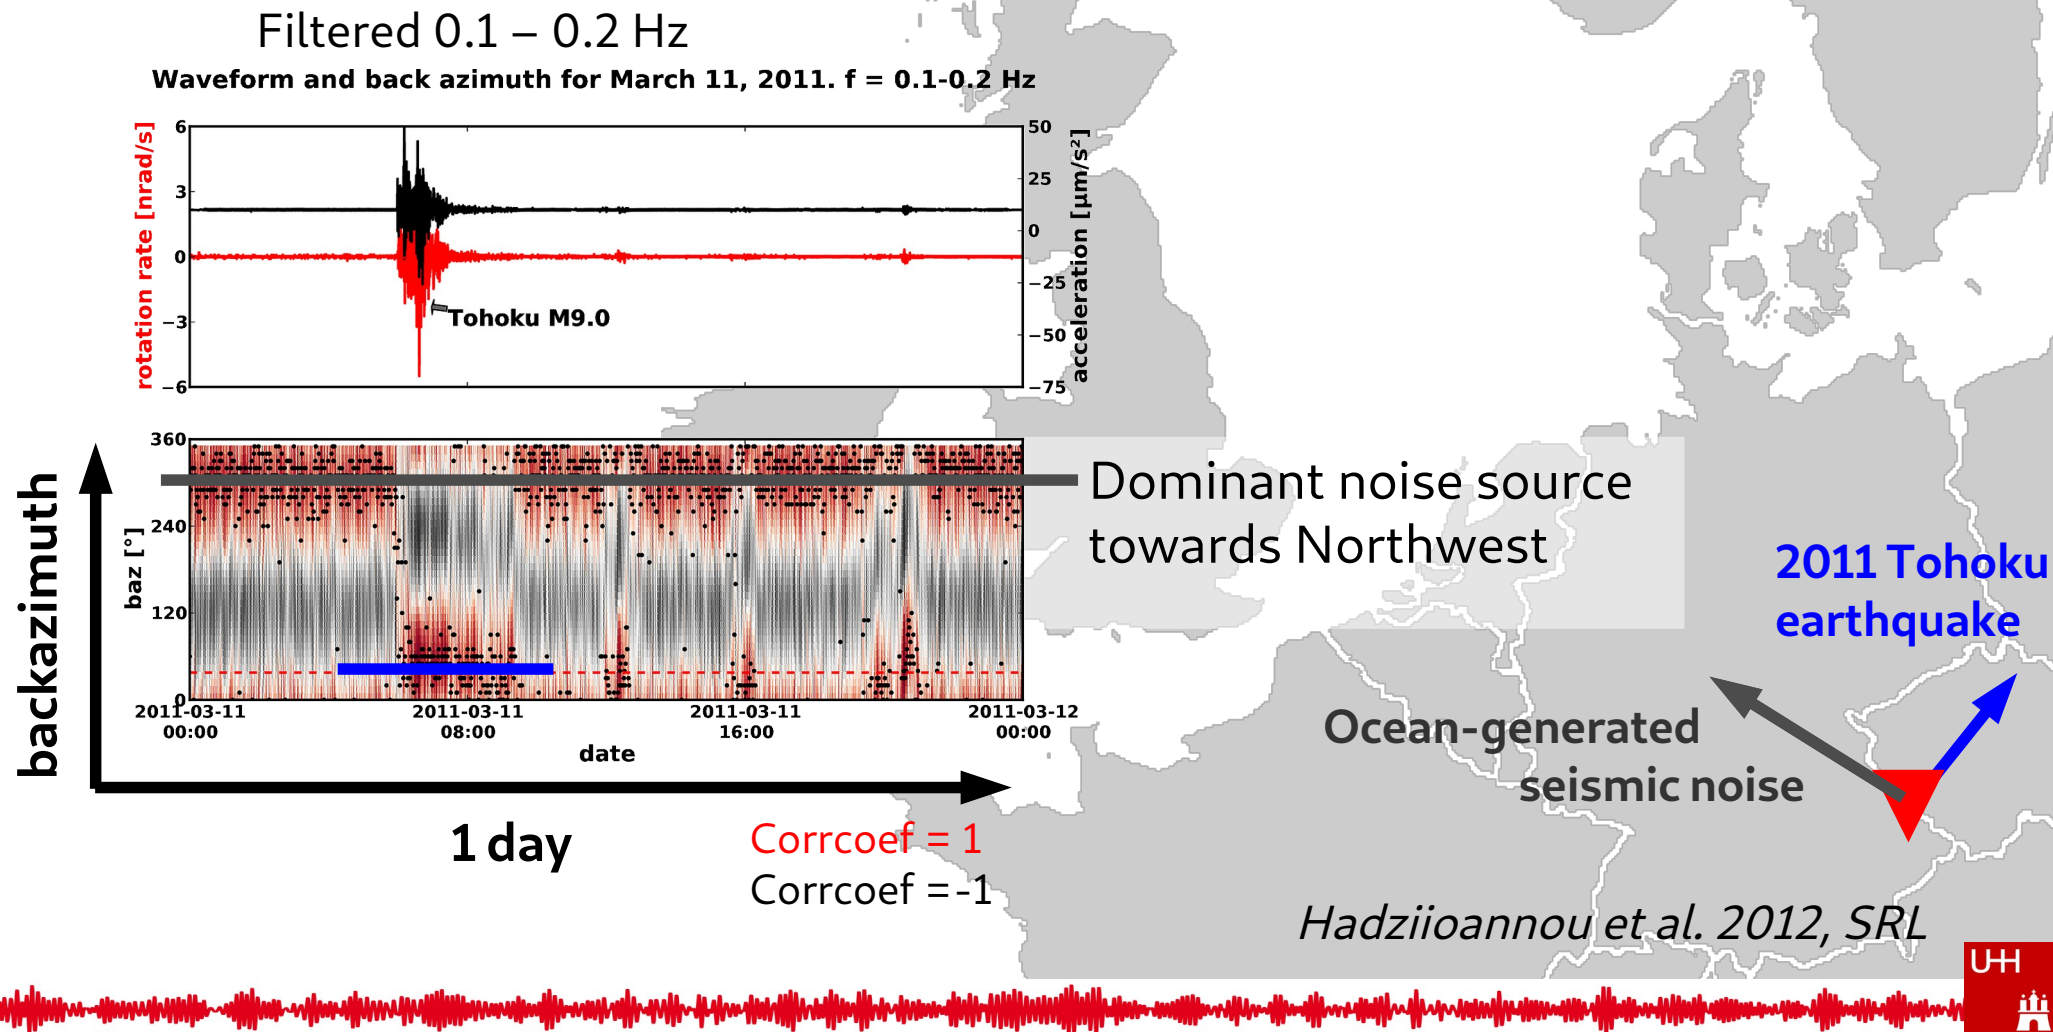 Filtered 0.1 – 0.2 Hz
Waveform and back azimuth for March 11, 2011. f = 0.1-0.2 Hz
rotation rate [nrad/s]
6
3
0
−3
−6
50
25
0
−25
−50
−75
acceleration [μm/s²]
Tohoku M9.0
backazimuth
baz [°]
360
240
120
0
2011-03-11
00:00
2011-03-11
08:00
2011-03-11
16:00
2011-03-12
00:00
date
1 day
Corrcoef = 1
Corrcoef =-1
Dominant noise source
towards Northwest
2011 Tohoku
earthquake
Ocean-generated
seismic noise
Hadziioannou et al. 2012, SRL
UHH